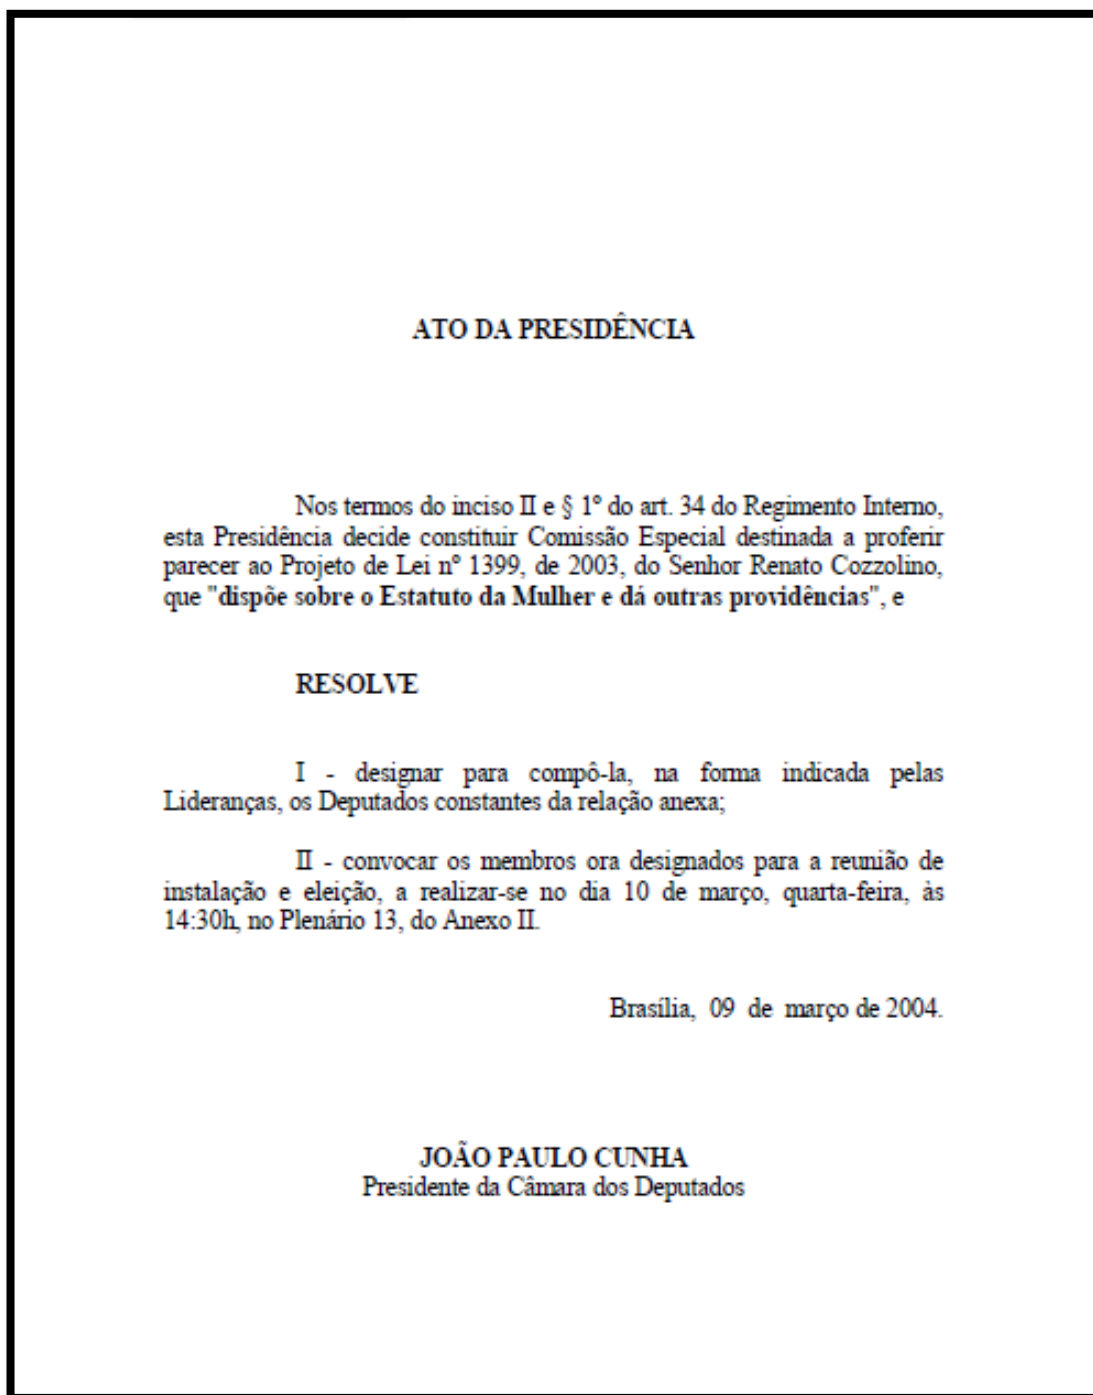 ATO DA PRESIDÊNCIA
Nos termos do inciso II e § 1º do art. 34 do Regimento Interno,
esta Presidência decide constituir Comissão Especial destinada a proferir
parecer ao Projeto de Lei nº 1399, de 2003, do Senhor Renato Cozzolino,
que "dispõe sobre o Estatuto da Mulher e dá outras providências", e
RESOLVE
I - designar para compô-la, na forma indicada pelas
Lideranças, os Deputados constantes da relação anexa;
II - convocar os membros ora designados para a reunião de
instalação e eleição, a realizar-se no dia 10 de março, quarta-feira, às
14:30h, no Plenário 13, do Anexo II.
Brasília, 09 de março de 2004.
JOÃO PAULO CUNHA
Presidente da Câmara dos Deputados